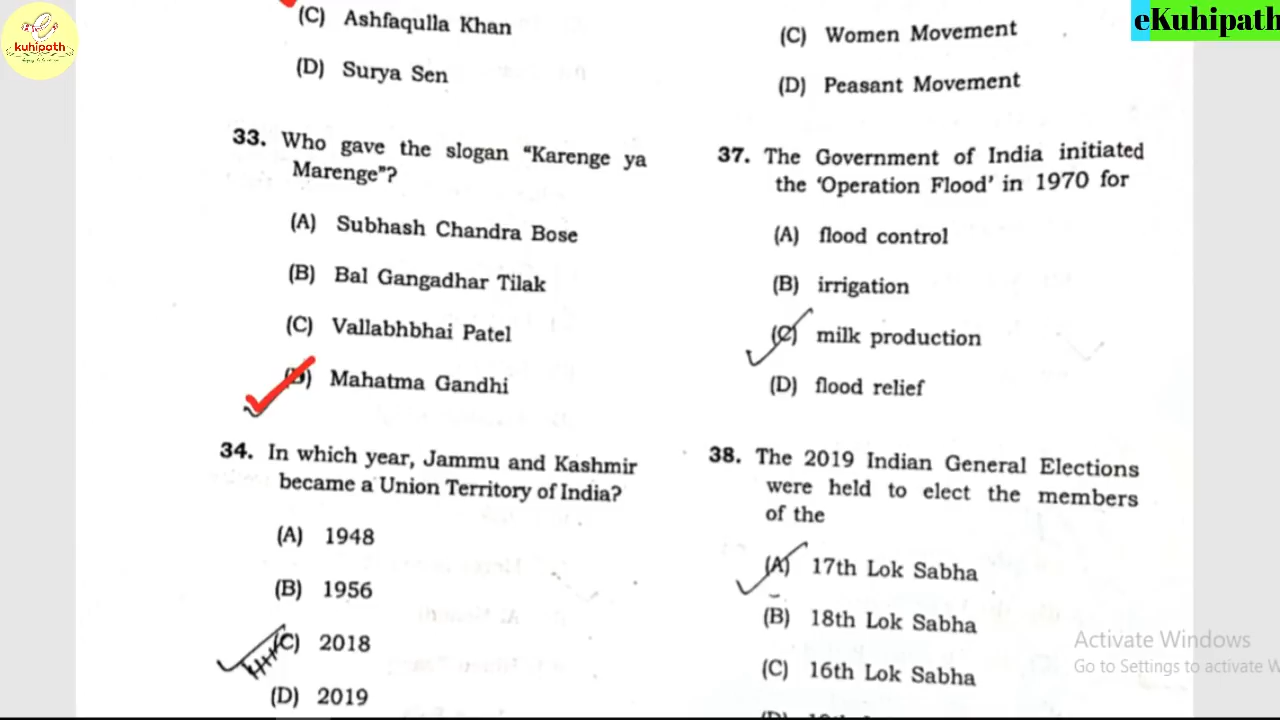 kuhipath
eKuhipath
(C) Ashfaqulla Khan
(D) Surya Sen
33. Who gave the slogan “Karenge ya
Marenge”?
(A) Subhash Chandra Bose
(B) Bal Gangadhar Tilak
(C) Vallabhbhai Patel
(D) Mahatma Gandhi
34. In which year, Jammu and Kashmir
became a Union Territory of India?
(A) 1948
(B) 1956
(C) 2018
(D) 2019
(C) Women Movement
(D) Peasant Movement
37. The Government of India initiated
the ‘Operation Flood’ in 1970 for
(A) flood control
(B) irrigation
(C) milk production
(D) flood relief
38. The 2019 Indian General Elections
were held to elect the members
of the
(A) 17th Lok Sabha
(B) 18th Lok Sabha
(C) 16th Lok Sabha
Activate Windows
Go to Settings to activate W